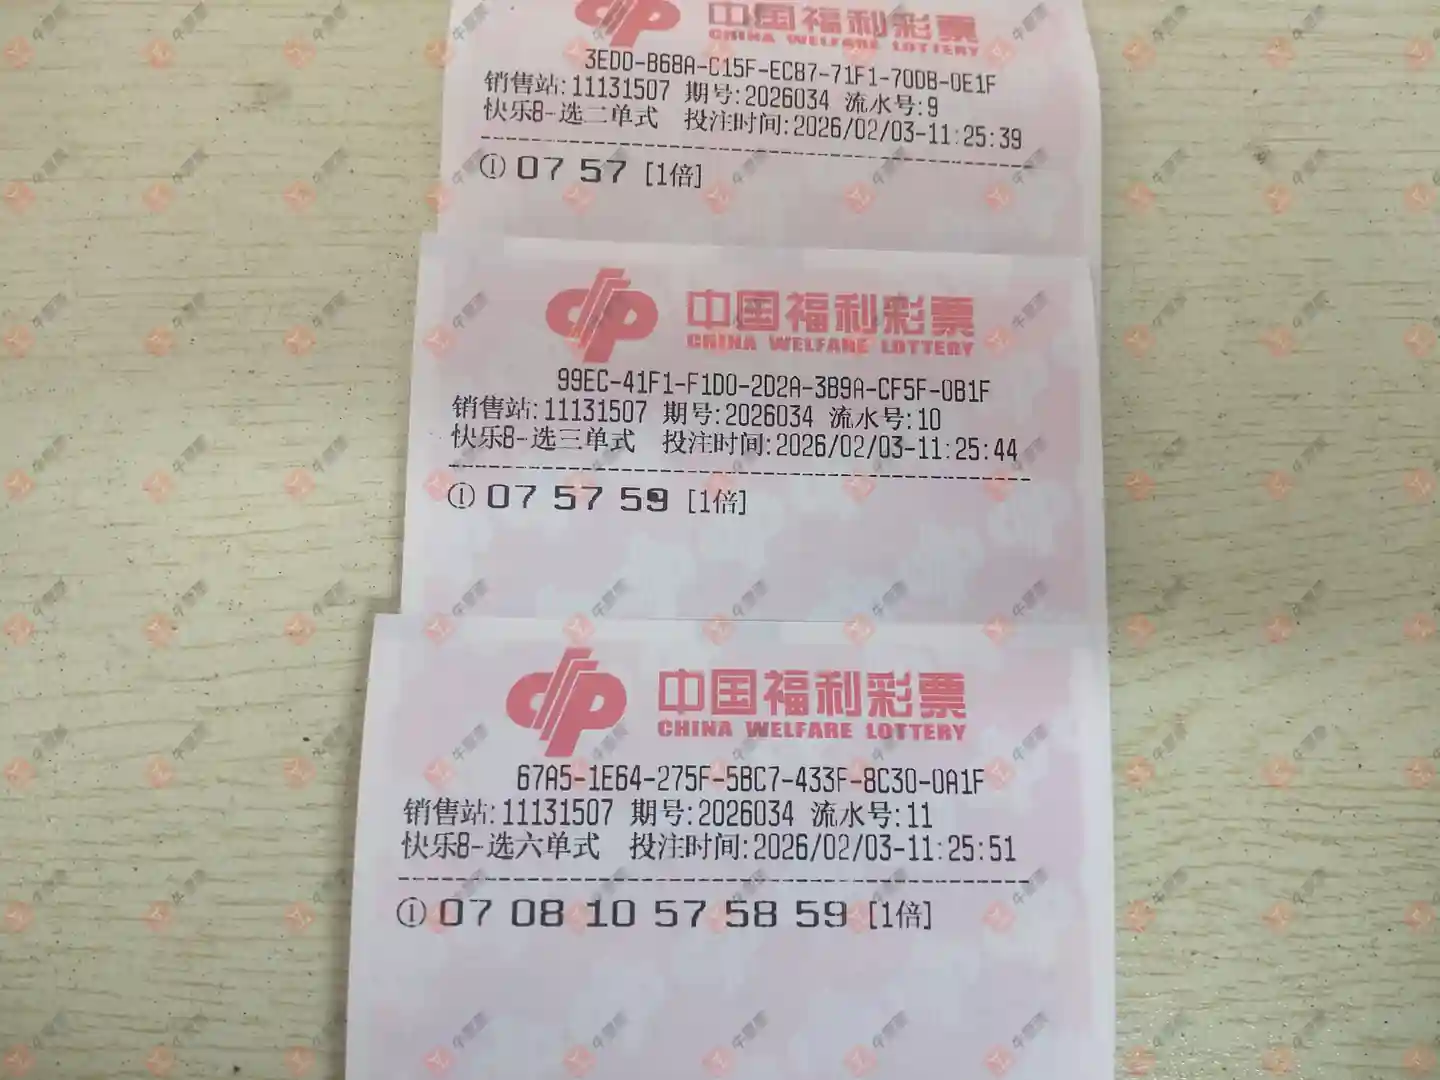 中国福利彩票
CHINA WELFARE LOTTERY
3EDD-B68A-C15F-EC87-71F1-70DB-0E1F
销售站:11131507 期号:2026034 流水号:9
快乐8-选二单式 投注时间:2026/02/03-11:25:39
① 07 57 [1倍]
中国福利彩票
CHINA WELFARE LOTTERY
99EC-41F1-F1D0-2D2A-3B9A-CF5F-0B1F
销售站:11131507 期号:2026034 流水号:10
快乐8-选三单式 投注时间:2026/02/03-11:25:44
① 07 57 59 [1倍]
中国福利彩票
CHINA WELFARE LOTTERY
67A5-1E64-275F-5BC7-433F-8C30-0A1F
销售站:11131507 期号:2026034 流水号:11
快乐8-选六单式 投注时间:2026/02/03-11:25:51
① 07 08 10 57 58 59 [1倍]